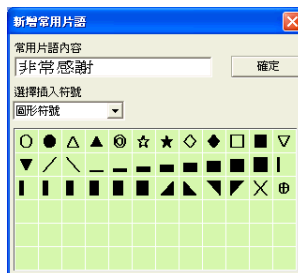 新增常用片語
常用片語內容
非常感謝
確定
選擇插入符號
圖形符號
○ ● △ ▲ ◎ ☆ ★ ◇ ◆ □ ■ ▽
▼ ╱ ╲ ▁ ▂ ▃ ▄ ▅ ▆ ▇ █ ▏
▎ ▍ ▌ ▋ ▊ ▉ ◢ ◣ ◥ ◤ ╳ ⊕